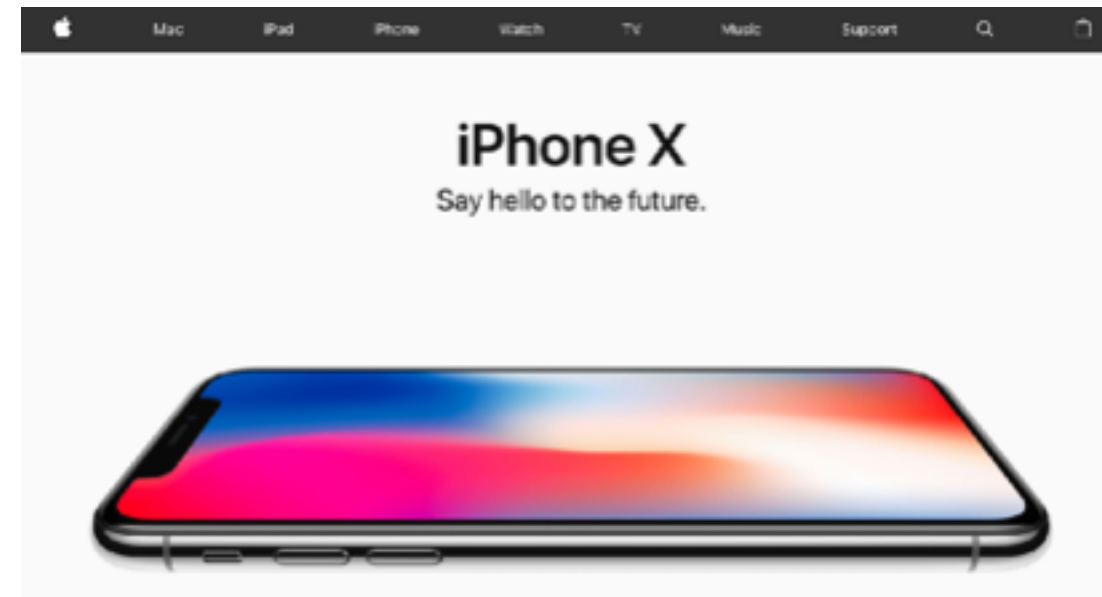 Mac iPad iPhone Watch TV Music Support
iPhone X
Say hello to the future.